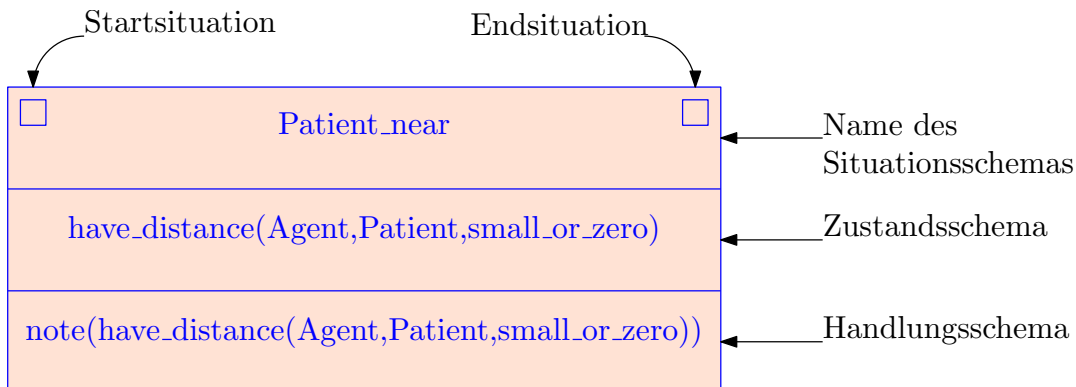 Startsituation
Endsituation
Patient_near
Name des
Situationsschemas
have_distance(Agent,Patient,small_or_zero)
Zustandsschema
note(have_distance(Agent,Patient,small_or_zero))
Handlungsschema